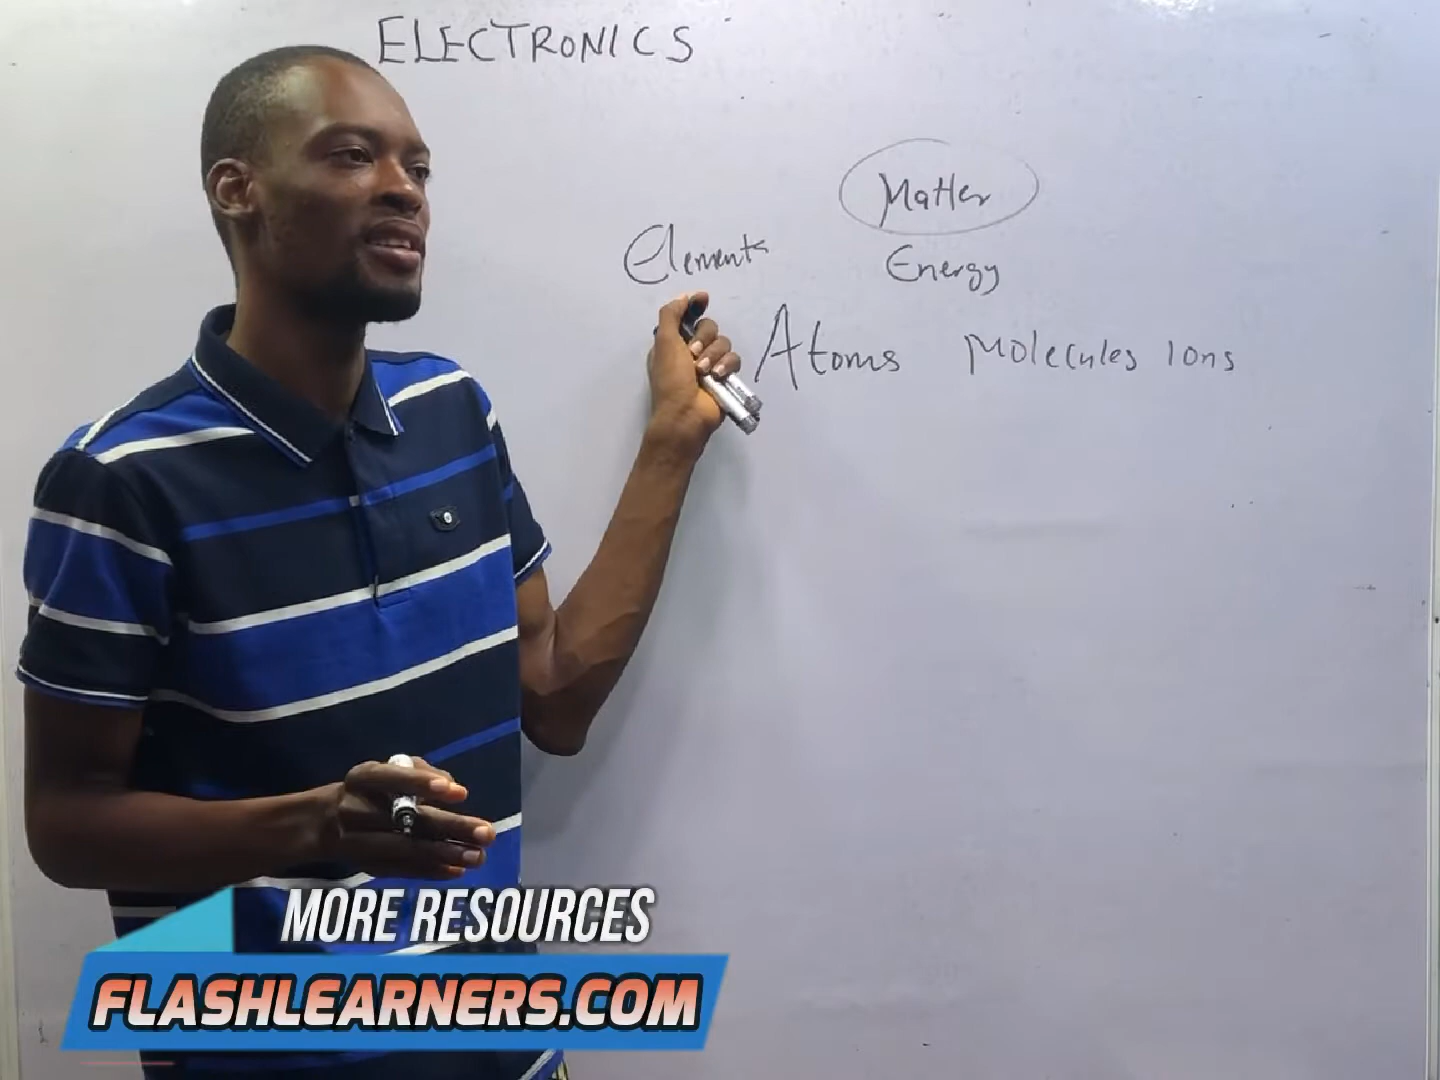 ELECTRONICS
Matter
Elements
Energy
Atoms Molecules Ions
MORE RESOURCES
FLASHLEARNERS.COM